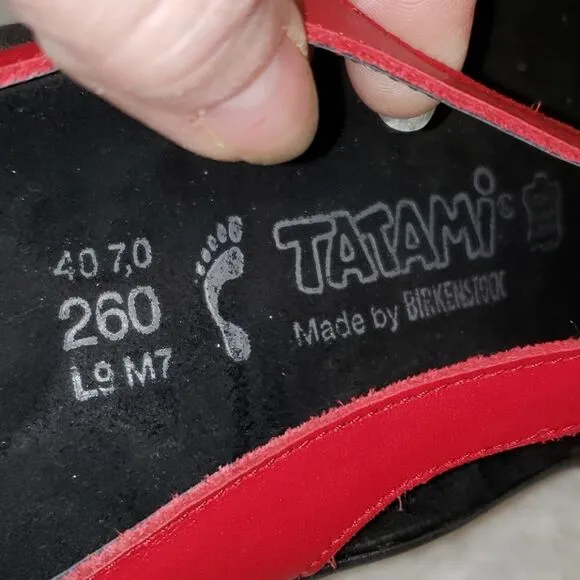 40 7,0
260
L9 M7
TATAMi©
Made by BIRKENSTOCK